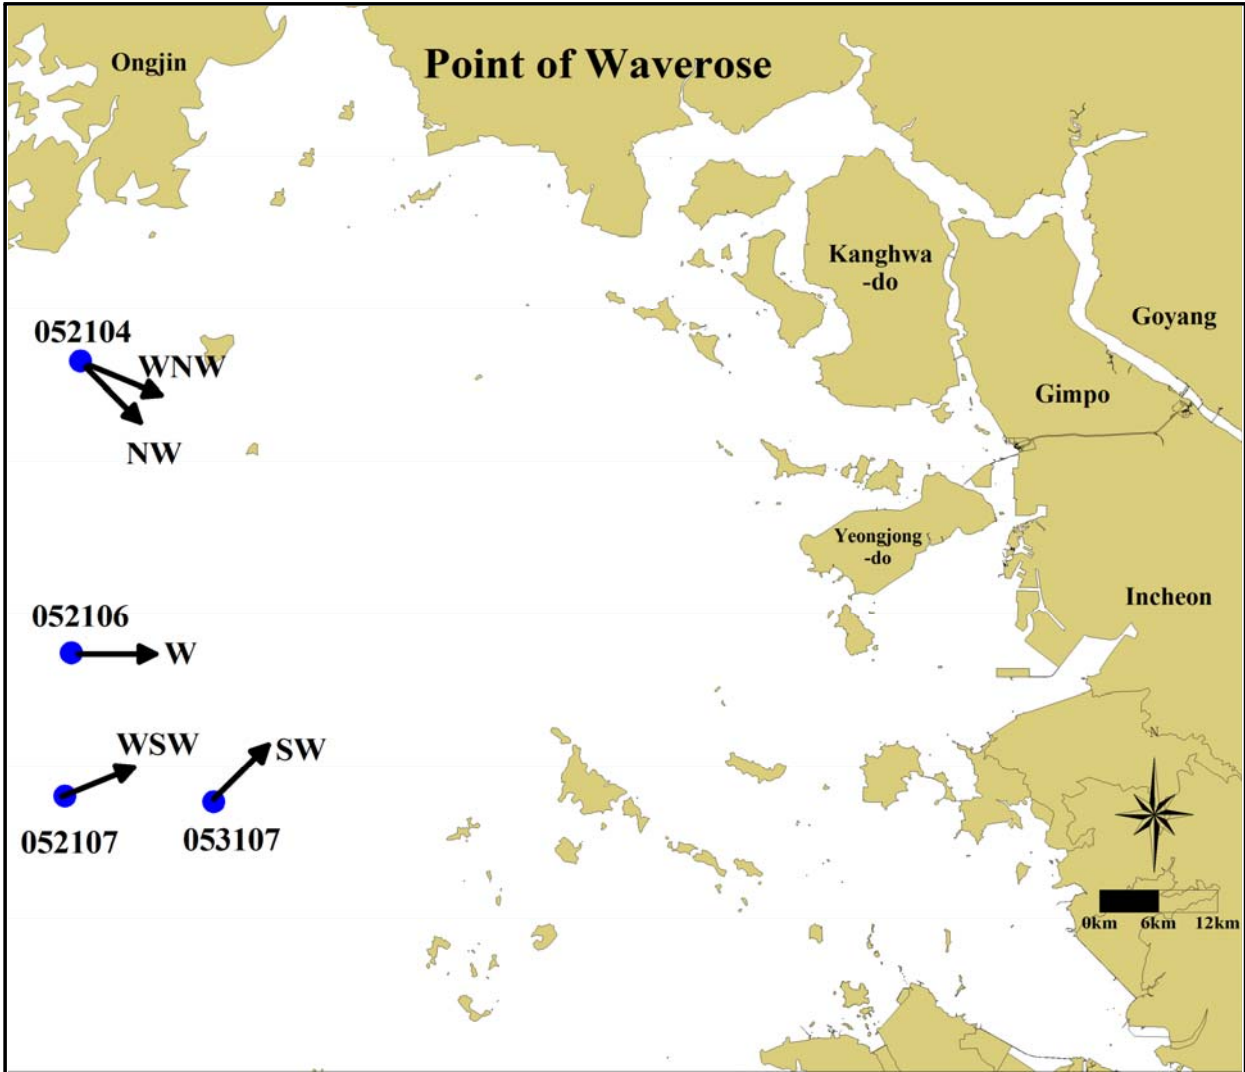 Point of Waverose
Ongjin
Kanghwa
-do
Goyang
052104
WNW
Gimpo
NW
Yeongjong
-do
Incheon
052106
W
WSW
SW
N
052107
053107
0km
6km
12km